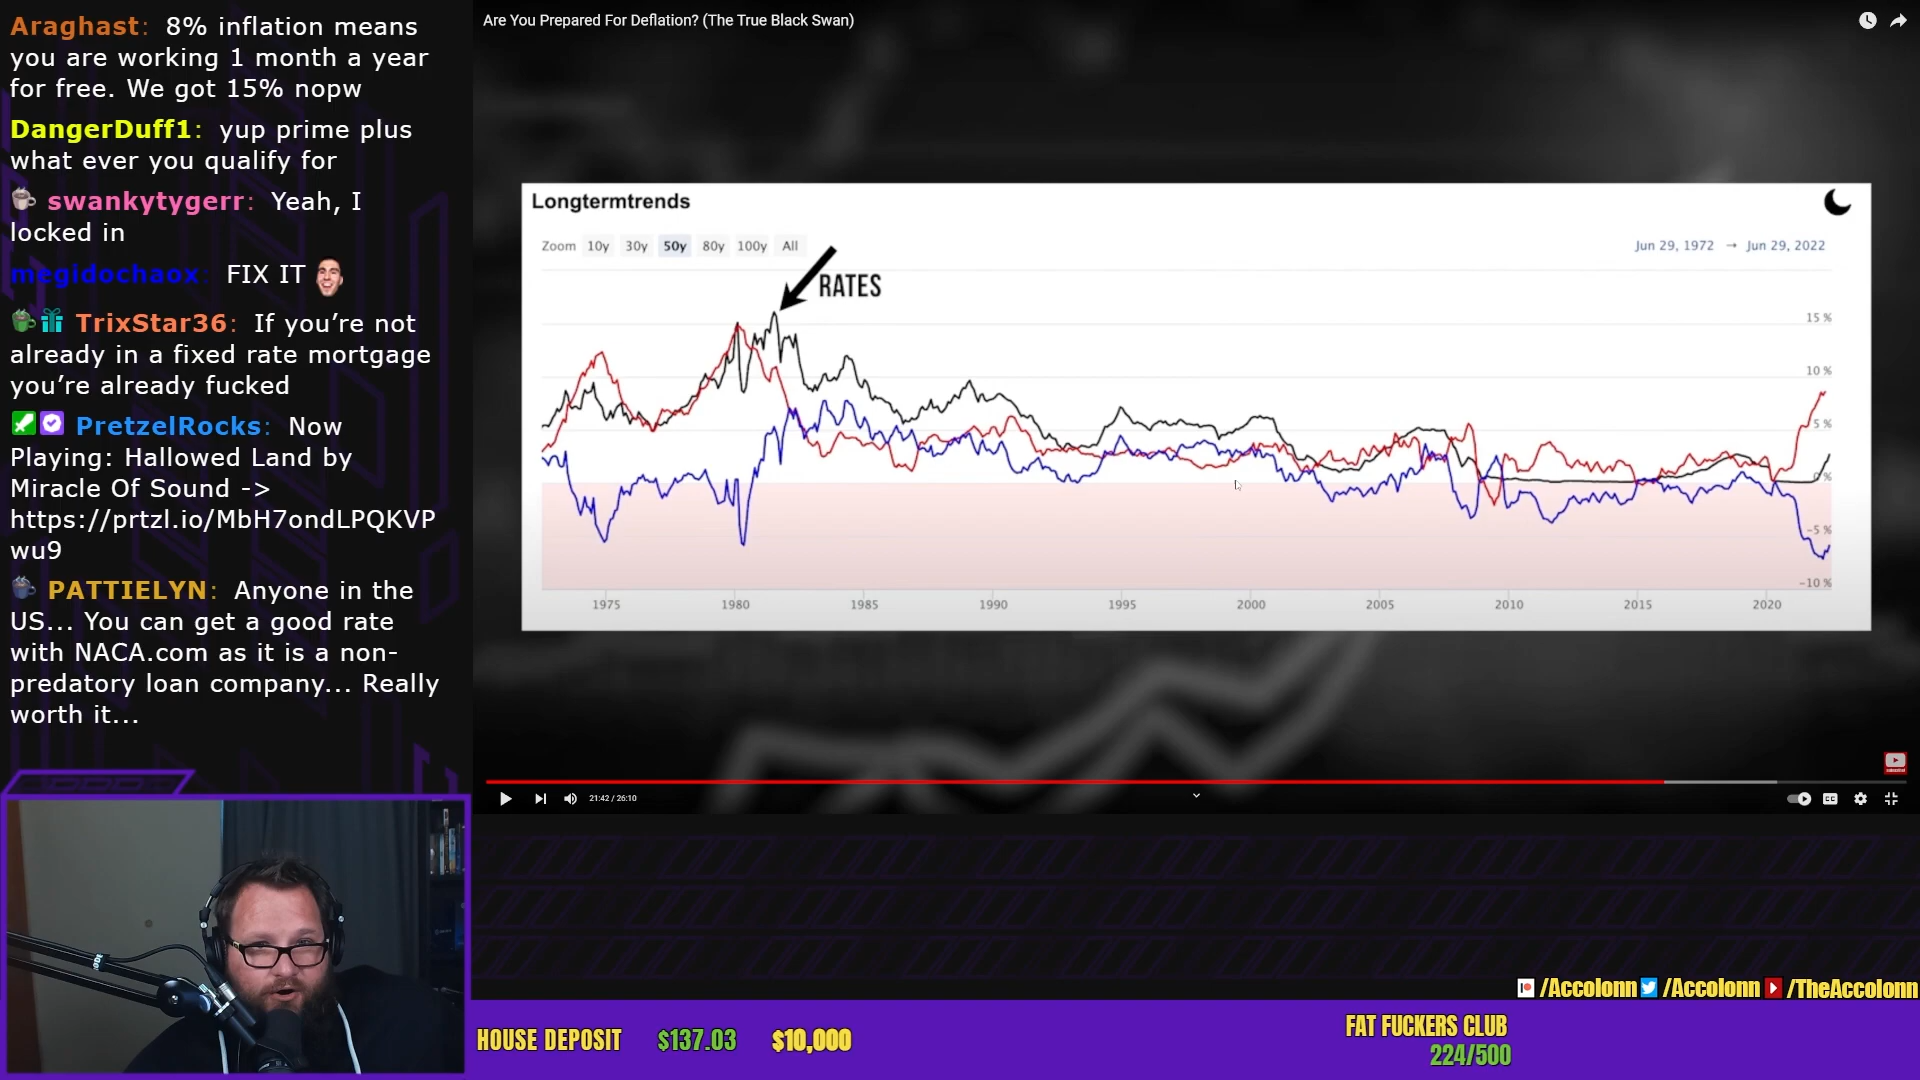 Araghast: 8% inflation means
you are working 1 month a year
for free. We got 15% nopw
DangerDuff1: yup prime plus
what ever you qualify for
swankytygerr: Yeah, I
locked in
megidochaox: FIX IT
TrixStar36: If you’re not
already in a fixed rate mortgage
you’re already fucked
PretzelRocks: Now
Playing: Hallowed Land by
Miracle Of Sound ->
https://prtzl.io/MbH7ondLPQKVP
wu9
PATTIELYN: Anyone in the
US... You can get a good rate
with NACA.com as it is a non-
predatory loan company... Really
worth it...
Are You Prepared For Deflation? (The True Black Swan)
Longtermtrends
Zoom 10y 30y 50y 80y 100y All
Jun 29, 1972 → Jun 29, 2022
RATES
15 %
10 %
5 %
0 %
-5 %
-10 %
1975 1980 1985 1990 1995 2000 2005 2010 2015 2020
21:42 / 26:10
/Accolonn /Accolonn /TheAccolonn
HOUSE DEPOSIT $137.03 $10,000
FAT FUCKERS CLUB
224/500